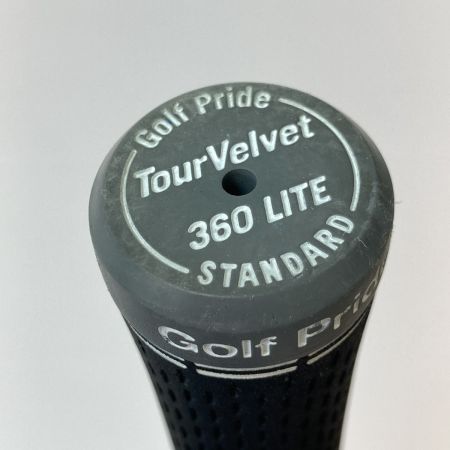 Golf Pride
TourVelvet
360 LITE
STANDARD
Golf Pride